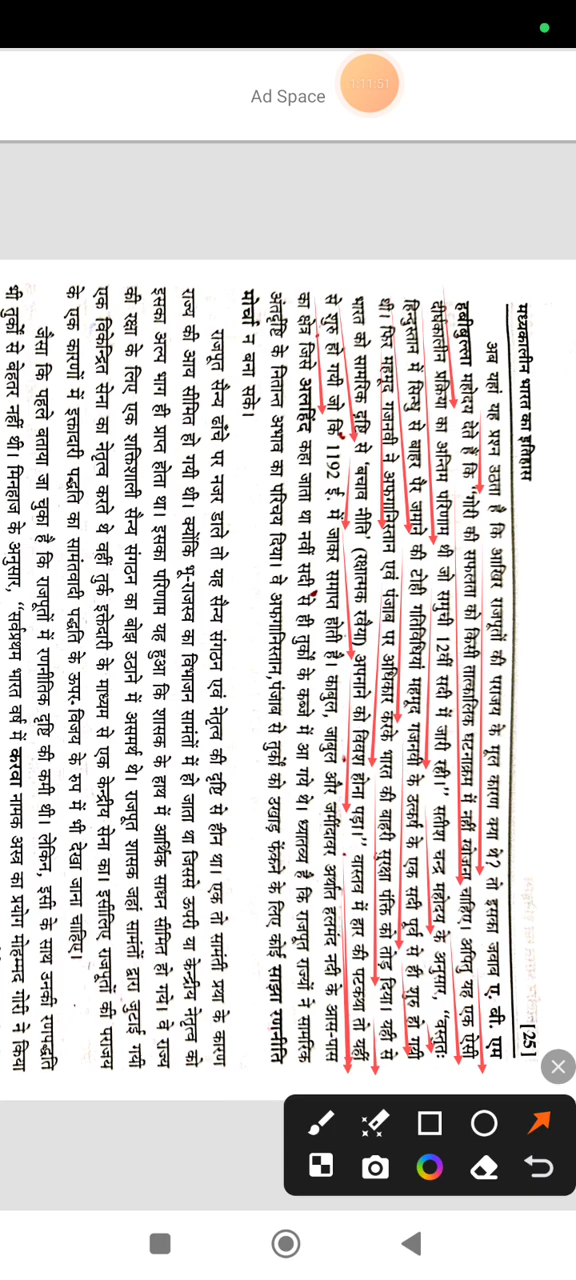 1:11:51
Ad Space
मध्यकालीन भारत का इतिहास [25]
अब यहां यह प्रश्न उठता है कि आखिर राजपूतों की पराजय के मूल कारण क्या थे? तो इसका जवाब ए. बी. एम
हबीबुल्ला महोदय देते हैं कि "गोरी की सफलता को किसी तात्कालिक घटनाक्रम में नहीं खोजना चाहिए। अपितु यह एक ऐसी
दीर्घकालीन प्रक्रिया का अन्तिम परिणाम थी जो समुची 12वीं सदी में जारी रही।" सतीश चन्द्र महोदय के अनुसार, "वस्तुतः
हिन्दुस्तान में सिन्धु से बाहर पैर जमाने की टोही गतिविधियां महमूद गजनवी के उत्कर्ष के एक सदी पूर्व से ही शुरु हो गयी
थी। फिर महमूद गजनवी ने अफगानिस्तान एवं पंजाब पर अधिकार करके भारत की बाहरी सुरक्षा पंक्ति को तोड़ दिया। यही से
भारत को सामरिक दृष्टि से 'बचाव नीति' (रक्षात्मक रवैया) अपनाने को विवश होना पड़ा।" वास्तव में हार की पटकथा तो यहीं
से शुरु हो गयी जो कि 1192 ई. में जाकर समाप्त होती है। काबुल, जाबुल और जमींदावर अर्थात हेलमंद नदी के आस-पास
का क्षेत्र जिसे अलहिंद कहा जाता था नवीं सदी से ही तुर्कों के कब्जे में आ गये थे। ध्यातव्य है कि राजपूत राज्यों ने सामरिक
अंतर्दृष्टि के नितान्त अभाव का परिचय दिया। वे अफगानिस्तान, पंजाब से तुर्कों को उखाड़ फेंकने के लिए कोई साझा रणनीति
मोर्चा न बना सके।
राजपूत सैन्य ढाँचे पर नजर डाले तो यह सैन्य संगठन एवं नेतृत्व की दृष्टि से हीन था। एक तो सामंती प्रथा के कारण
राज्य की आय सीमित हो गयी थी। क्योंकि भू-राजस्व का विभाजन सामंतों में हो जाता था जिससे ऊपरी या केन्द्रीय नेतृत्व को
इसका अल्प भाग ही प्राप्त होता था। इसका परिणाम यह हुआ कि शासक के हाथ में आर्थिक साधन सीमित हो गये। वे राज्य
की रक्षा के लिए एक शक्तिशाली सैन्य संगठन का बोझ उठाने में असमर्थ थे। राजपूत शासक जहां सामंतों द्वारा जुटाई गयी
एक विकेन्द्रित सेना का नेतृत्व कते थे वहीं तुर्क इक्तेदारी के माध्यम से एक केन्द्रीय सेना का। इसीलिए राजपूतों की पराजय
के एक कारणों में इक्तादारी पद्धति का सामंतवादी पद्धति के ऊपर विजय के रुप में भी देखा जाना चाहिए।
जैसा कि पहले बताया जा चुका है कि राजपूतों में रणनीतिक दृष्टि की कमी थी। लेकिन, इसी के साथ उनकी रणपद्धति
भी तुर्कों से बेहतर नहीं थी। मिनहाज के अनुसार, "सर्वप्रथम भारत वर्ष में करवा नामक अस्त्र का प्रयोग मोहम्मद गोरी ने किया